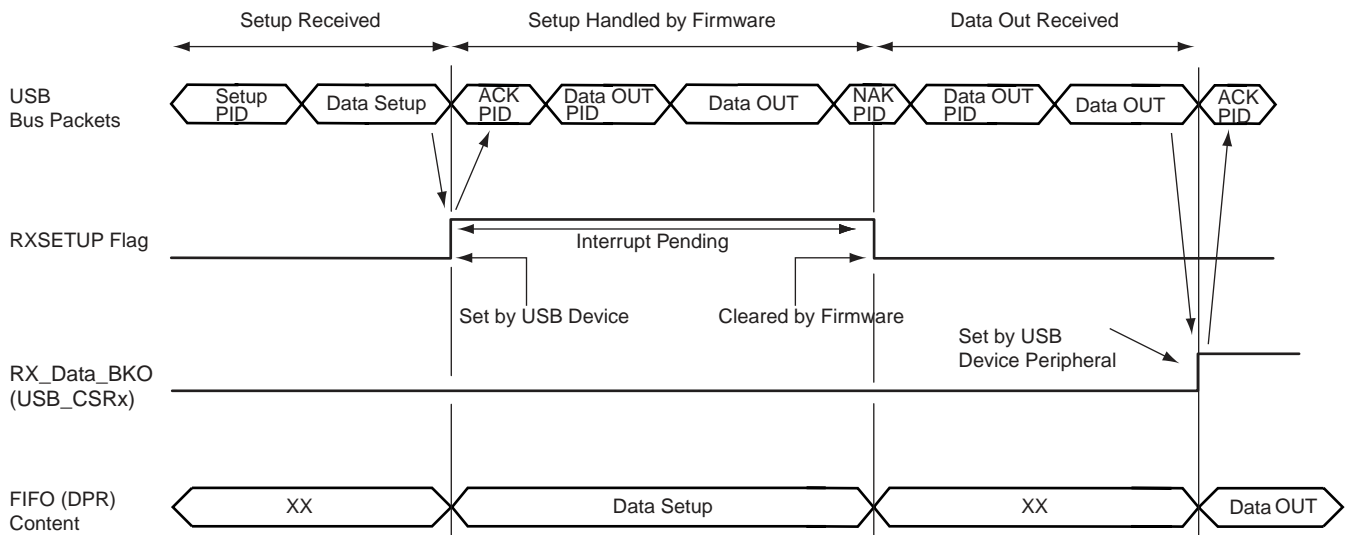 Setup Received
Setup Handled by Firmware
Data Out Received
USB
Bus Packets
Setup
PID
Data Setup
ACK
PID
Data OUT
PID
Data OUT
NAK
PID
Data OUT
PID
Data OUT
ACK
PID
RXSETUP Flag
Interrupt Pending
Set by USB Device
Cleared by Firmware
Set by USB
Device Peripheral
RX_Data_BKO
(USB_CSRx)
FIFO (DPR)
Content
XX
Data Setup
XX
Data OUT